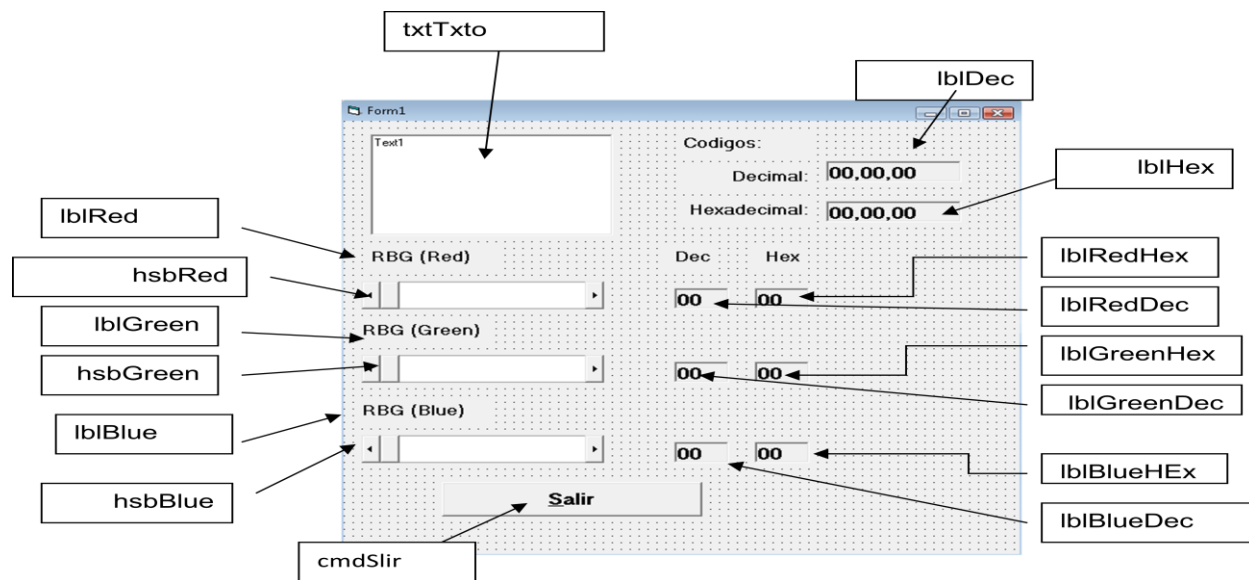 txtTxto
lblDec
Form1
Text1
Codigos:
Decimal: 00,00,00
lblHex
Hexadecimal: 00,00,00
lblRed
RBG (Red) Dec Hex
lblRedHex
hsbRed
00 00
lblRedDec
lblGreen
RBG (Green)
lblGreenHex
hsbGreen
00 00
lblGreenDec
RBG (Blue)
lblBlue
00 00
lblBlueHEx
hsbBlue
Salir
lblBlueDec
cmdSlir